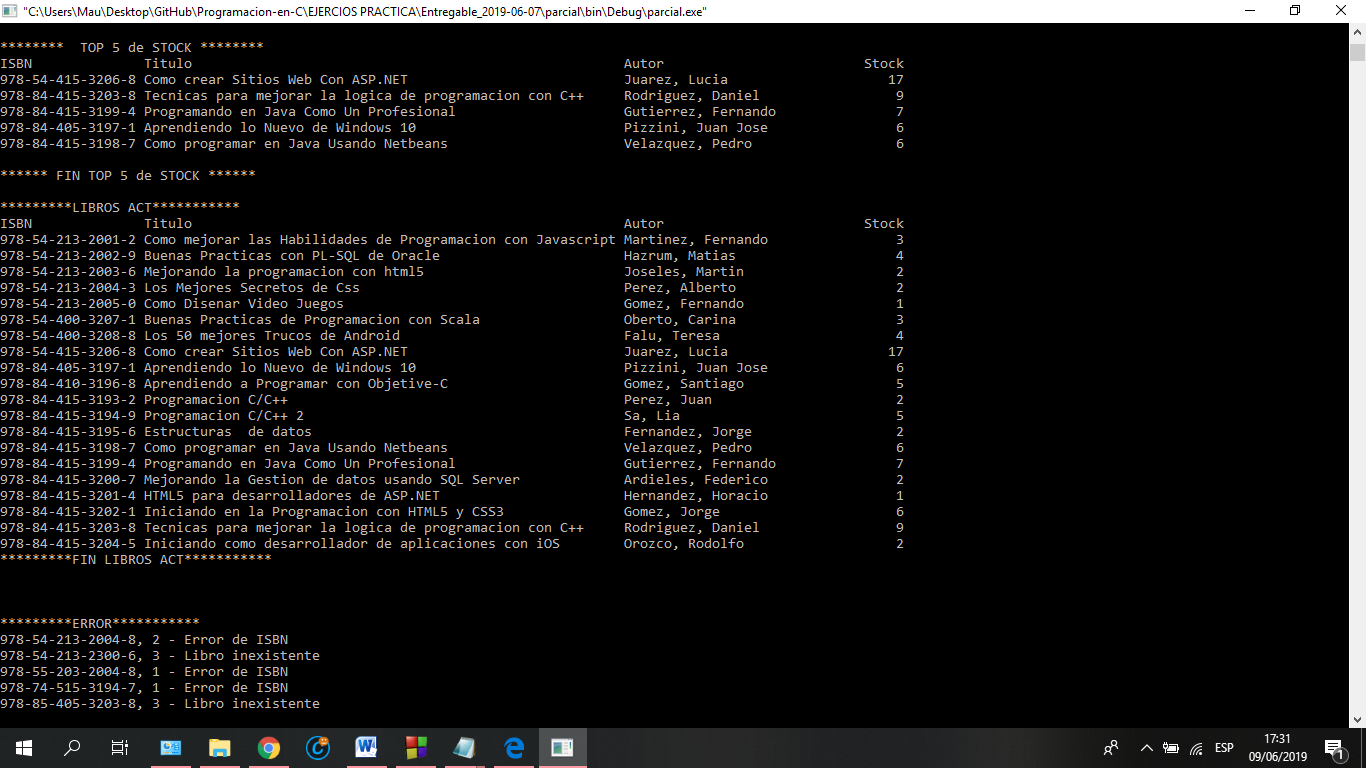 "C:\Users\Mau\Desktop\GitHub\Programacion-en-C\EJERCIOS PRACTICA\Entregable_2019-06-07\parcial\bin\Debug\parcial.exe"
******** TOP 5 de STOCK ********
ISBN Titulo Autor Stock
978-54-415-3206-8 Como crear Sitios Web Con ASP.NET Juarez, Lucia 17
978-84-415-3203-8 Tecnicas para mejorar la logica de programacion con C++ Rodriguez, Daniel 9
978-84-415-3199-4 Programando en Java Como Un Profesional Gutierrez, Fernando 7
978-84-405-3197-1 Aprendiendo lo Nuevo de Windows 10 Pizzini, Juan Jose 6
978-84-415-3198-7 Como programar en Java Usando Netbeans Velazquez, Pedro 6
****** FIN TOP 5 de STOCK ******
*********LIBROS ACT***********
ISBN Titulo Autor Stock
978-54-213-2001-2 Como mejorar las Habilidades de Programacion con Javascript Martinez, Fernando 3
978-54-213-2002-9 Buenas Practicas con PL-SQL de Oracle Hazrum, Matias 4
978-54-213-2003-6 Mejorando la programacion con html5 Joseles, Martin 2
978-54-213-2004-3 Los Mejores Secretos de Css Perez, Alberto 2
978-54-213-2005-0 Como Disenar Video Juegos Gomez, Fernando 1
978-54-400-3207-1 Buenas Practicas de Programacion con Scala Oberto, Carina 3
978-54-400-3208-8 Los 50 mejores Trucos de Android Falu, Teresa 4
978-54-415-3206-8 Como crear Sitios Web Con ASP.NET Juarez, Lucia 17
978-84-405-3197-1 Aprendiendo lo Nuevo de Windows 10 Pizzini, Juan Jose 6
978-84-410-3196-8 Aprendiendo a Programar con Objetive-C Gomez, Santiago 5
978-84-415-3193-2 Programacion C/C++ Perez, Juan 2
978-84-415-3194-9 Programacion C/C++ 2 Sa, Lia 5
978-84-415-3195-6 Estructuras  de datos Fernandez, Jorge 2
978-84-415-3198-7 Como programar en Java Usando Netbeans Velazquez, Pedro 6
978-84-415-3199-4 Programando en Java Como Un Profesional Gutierrez, Fernando 7
978-84-415-3200-7 Mejorando la Gestion de datos usando SQL Server Ardieles, Federico 2
978-84-415-3201-4 HTML5 para desarrolladores de ASP.NET Hernandez, Horacio 1
978-84-415-3202-1 Iniciando en la Programacion con HTML5 y CSS3 Gomez, Jorge 6
978-84-415-3203-8 Tecnicas para mejorar la logica de programacion con C++ Rodriguez, Daniel 9
978-84-415-3204-5 Iniciando como desarrollador de aplicaciones con iOS Orozco, Rodolfo 2
*********FIN LIBROS ACT***********
*********ERROR***********
978-54-213-2004-8, 2 - Error de ISBN
978-54-213-2300-6, 3 - Libro inexistente
978-55-203-2004-8, 1 - Error de ISBN
978-74-515-3194-7, 1 - Error de ISBN
978-85-405-3203-8, 3 - Libro inexistente
ESP
17:31
09/06/2019
1